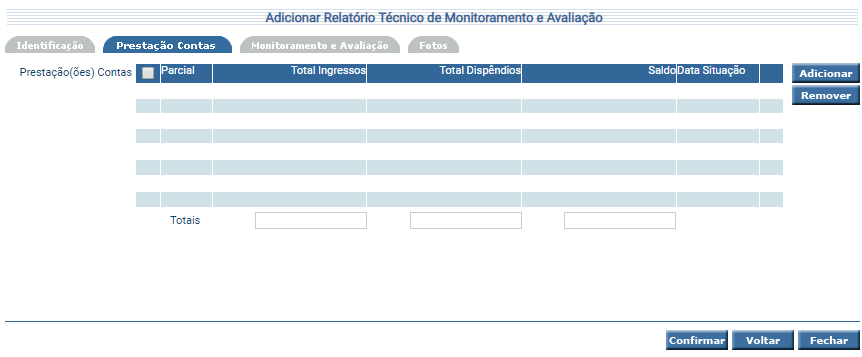 Adicionar Relatório Técnico de Monitoramento e Avaliação
Identificação Prestação Contas Monitoramento e Avaliação Fotos
Prestação(ões) Contas Parcial Total Ingressos Total Dispêndios Saldo Data Situação Adicionar
Remover
Totais
Confirmar Voltar Fechar